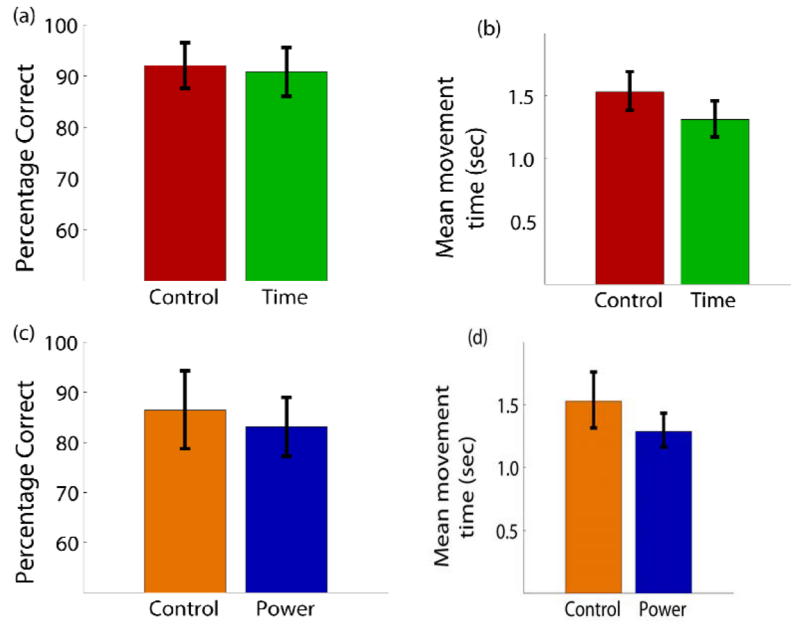 (a)
100
90
80
70
60
Percentage Correct
Control Time
(b)
1.5
1.0
0.5
Mean movement
time (sec)
Control Time
(c)
100
90
80
70
60
Percentage Correct
Control Power
(d)
1.5
1.0
0.5
Mean movement
time (sec)
Control Power